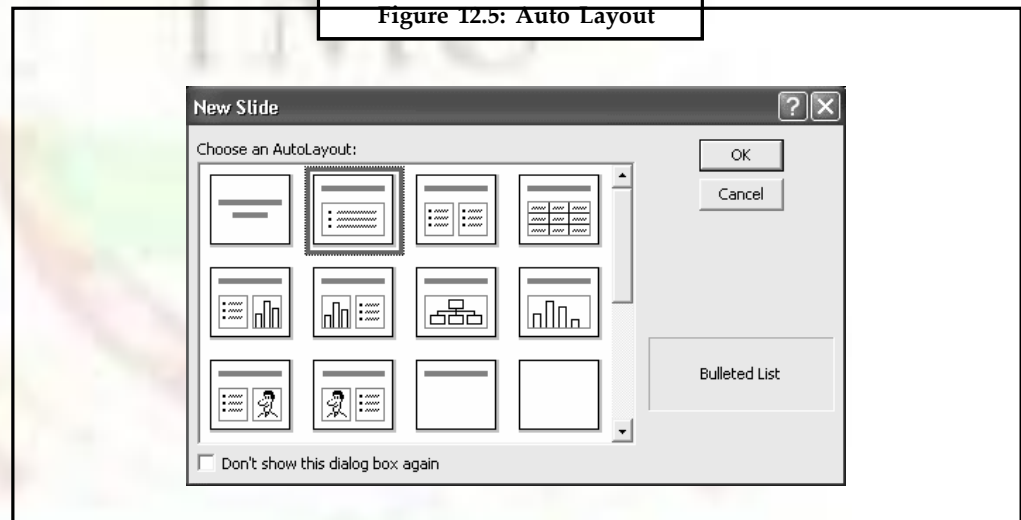 Figure 12.5: Auto Layout
New Slide
Choose an AutoLayout:
OK
Cancel
Bulleted List
Don't show this dialog box again